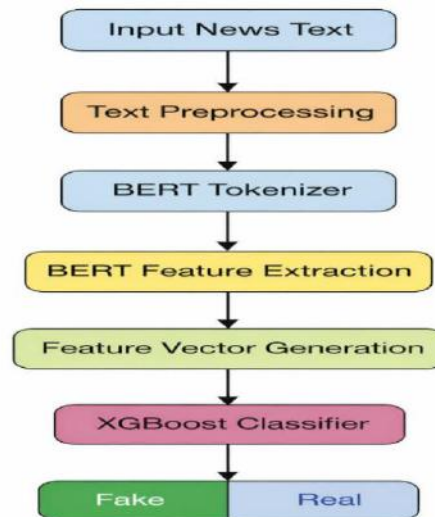 Input News Text
Text Preprocessing
BERT Tokenizer
BERT Feature Extraction
Feature Vector Generation
XGBoost Classifier
Fake Real